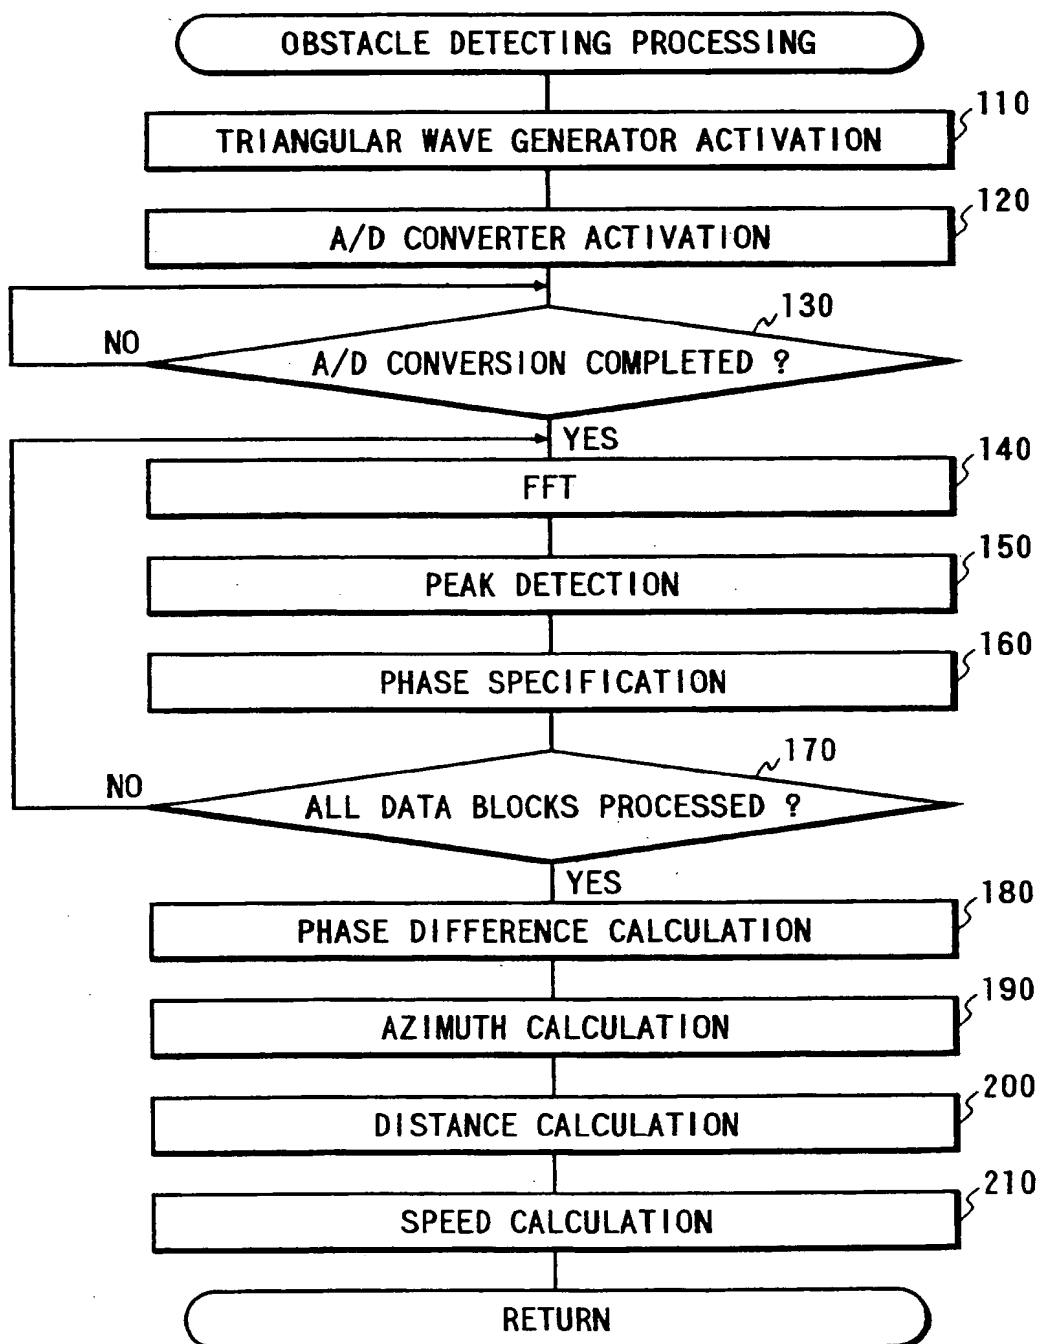 OBSTACLE DETECTING PROCESSING
110
TRIANGULAR WAVE GENERATOR ACTIVATION
120
A/D CONVERTER ACTIVATION
130
NO
A/D CONVERSION COMPLETED ?
YES
140
FFT
150
PEAK DETECTION
160
PHASE SPECIFICATION
170
NO
ALL DATA BLOCKS PROCESSED ?
YES
180
PHASE DIFFERENCE CALCULATION
190
AZIMUTH CALCULATION
200
DISTANCE CALCULATION
210
SPEED CALCULATION
RETURN